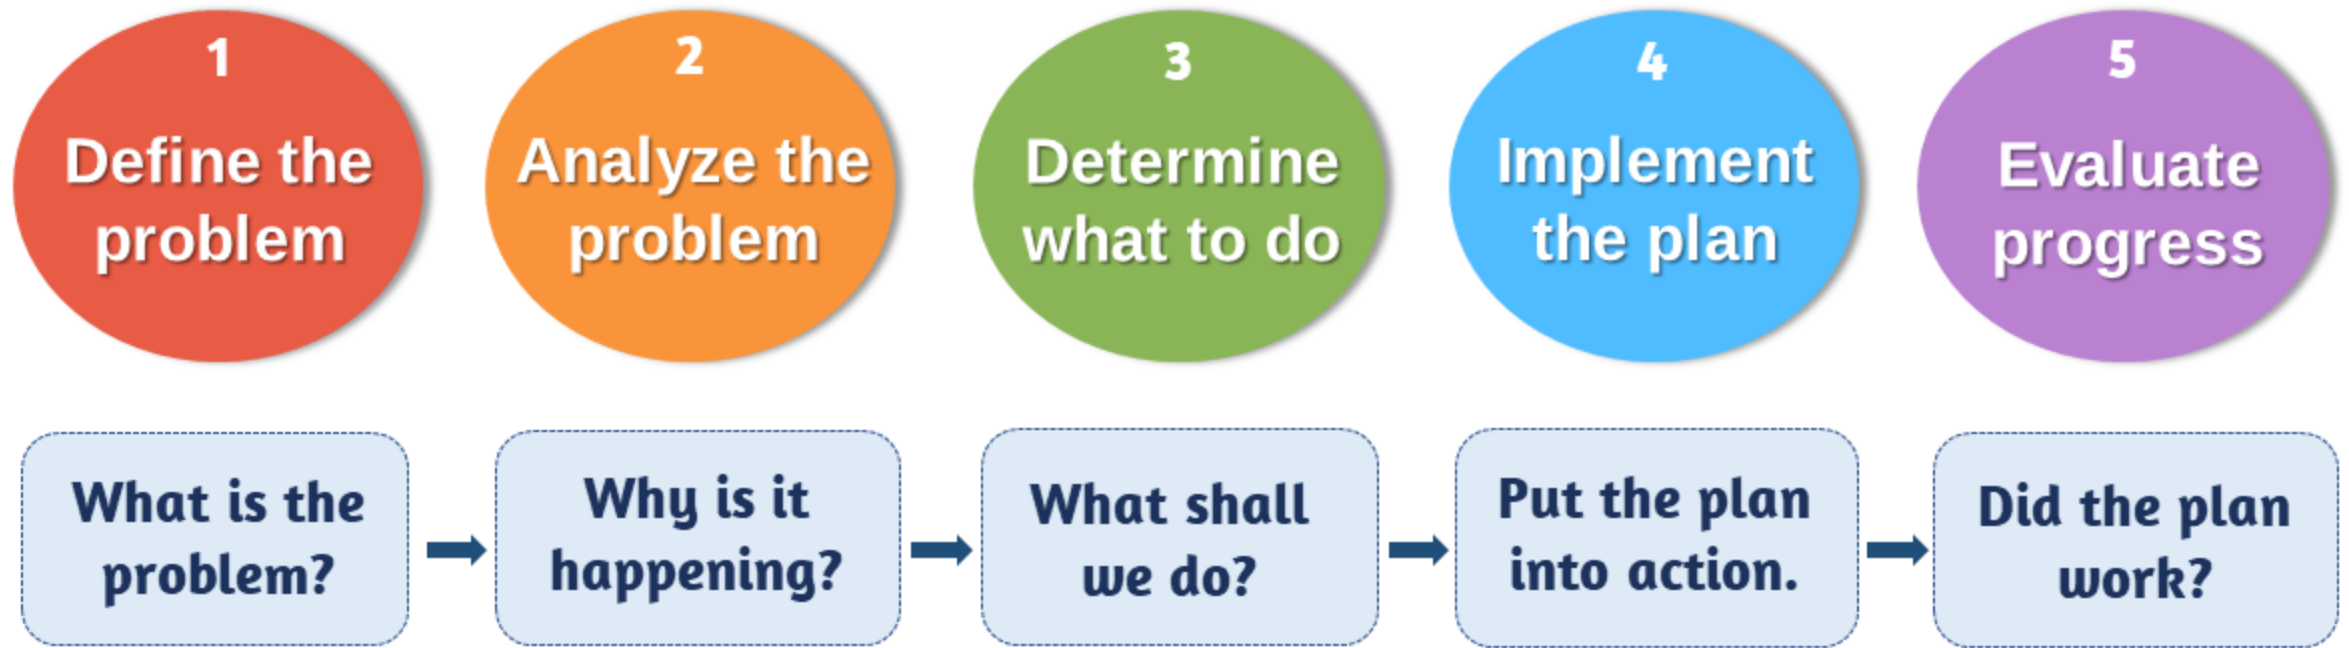 1
Define the
problem
2
Analyze the
problem
3
Determine
what to do
4
Implement
the plan
5
Evaluate
progress
What is the
problem?
Why is it
happening?
What shall
we do?
Put the plan
into action.
Did the plan
work?